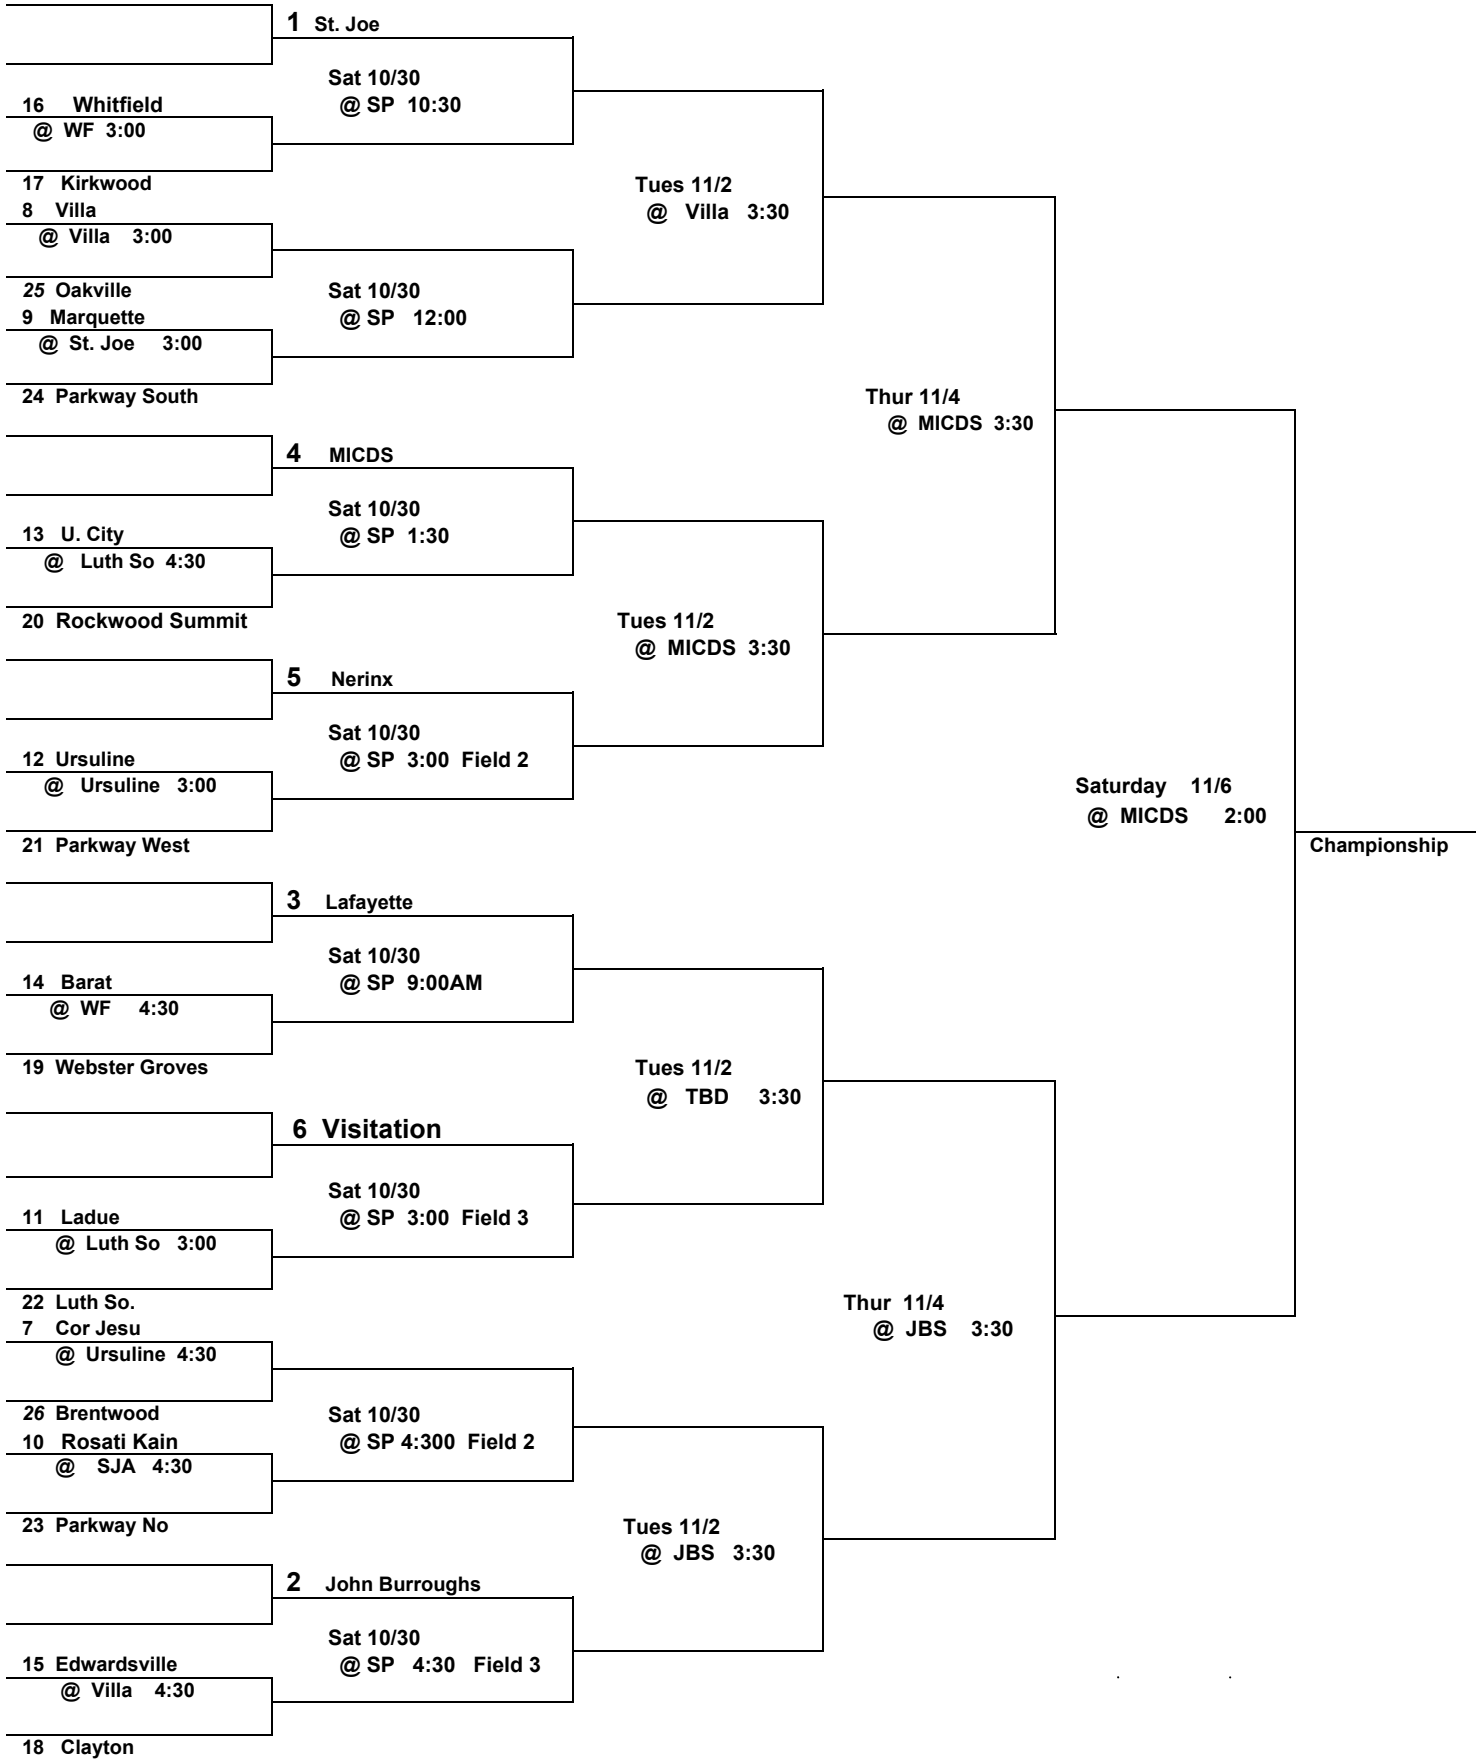 1 St. Joe
Sat 10/30
@ SP 10:30
16 Whitfield
@ WF 3:00
17 Kirkwood
Tues 11/2
8 Villa
@ Villa 3:30
@ Villa 3:00
25 Oakville
Sat 10/30
9 Marquette
@ SP 12:00
@ St. Joe 3:00
24 Parkway South
Thur 11/4
@ MICDS 3:30
4 MICDS
Sat 10/30
13 U. City
@ SP 1:30
@ Luth So 4:30
20 Rockwood Summit
Tues 11/2
@ MICDS 3:30
5 Nerinx
Sat 10/30
12 Ursuline
@ SP 3:00 Field 2
@ Ursuline 3:00
Saturday 11/6
@ MICDS 2:00
21 Parkway West
Championship
3 Lafayette
Sat 10/30
14 Barat
@ SP 9:00AM
@ WF 4:30
19 Webster Groves
Tues 11/2
@ TBD 3:30
6 Visitation
Sat 10/30
11 Ladue
@ SP 3:00 Field 3
@ Luth So 3:00
22 Luth So.
Thur 11/4
7 Cor Jesu
@ JBS 3:30
@ Ursuline 4:30
26 Brentwood
Sat 10/30
10 Rosati Kain
@ SP 4:300 Field 2
@ SJA 4:30
23 Parkway No
Tues 11/2
@ JBS 3:30
2 John Burroughs
Sat 10/30
15 Edwardsville
@ SP 4:30 Field 3
@ Villa 4:30
18 Clayton